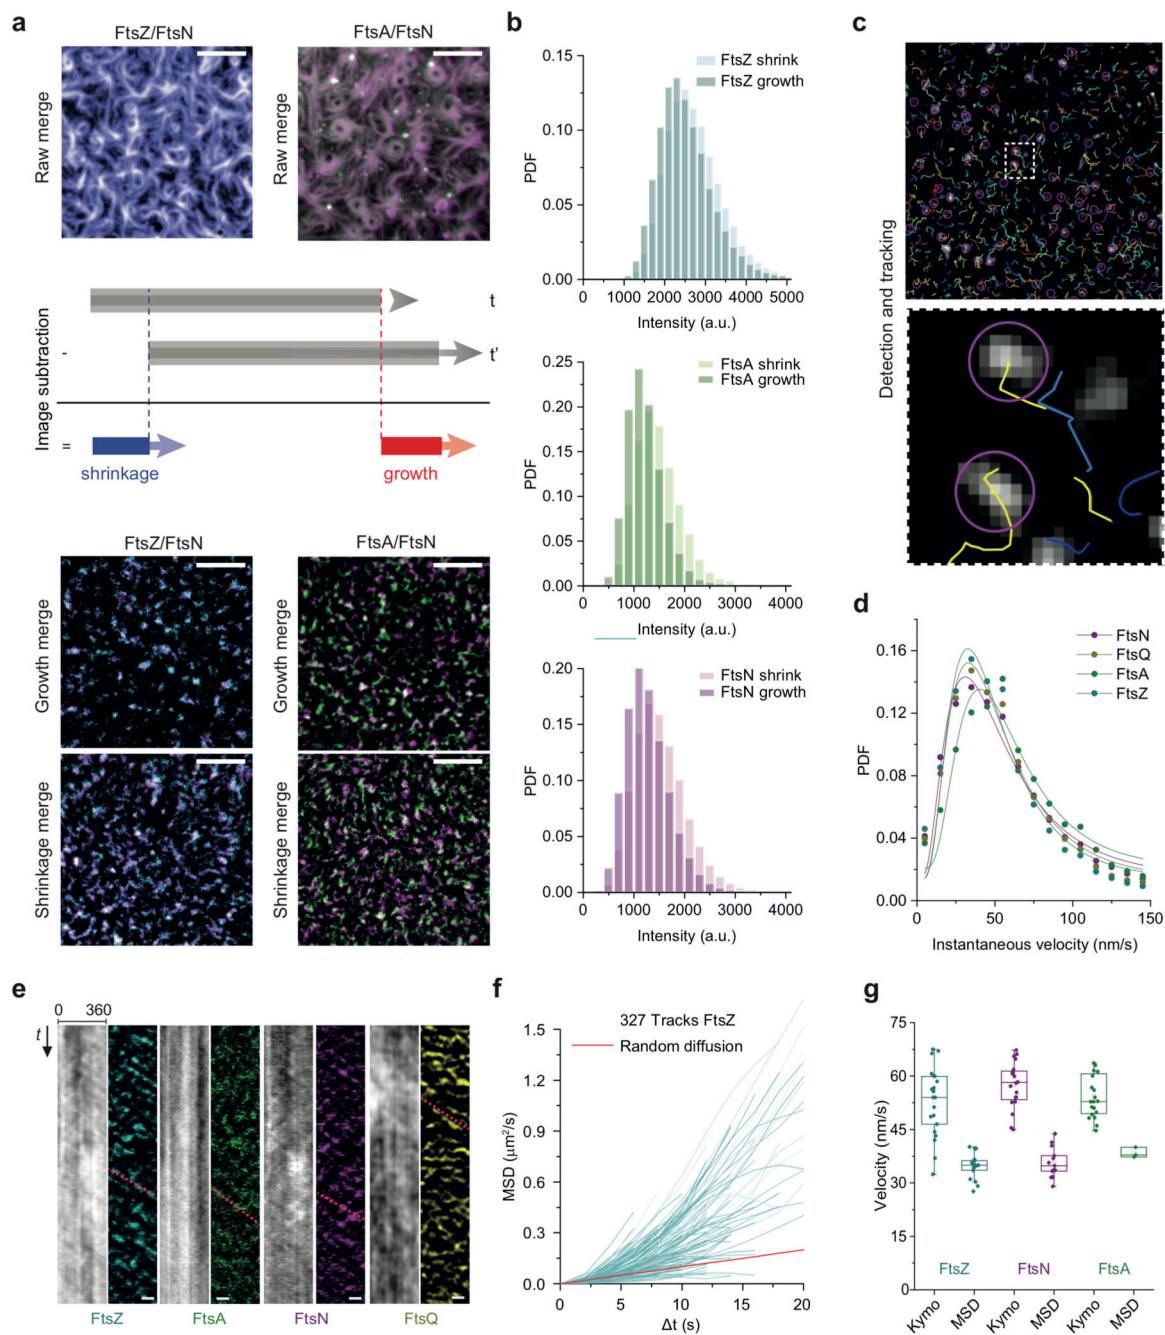 a
FtsZ/FtsN
FtsA/FtsN
Raw merge
Raw merge
Image subtraction
t
-
t'
=
shrinkage
growth
FtsZ/FtsN
FtsA/FtsN
Growth merge
Growth merge
Shrinkage merge
Shrinkage merge
b
0.15
0.10
0.05
0.00
PDF
FtsZ shrink
FtsZ growth
0 1000 2000 3000 4000 5000
Intensity (a.u.)
0.25
0.20
0.15
0.10
0.05
0.00
PDF
FtsA shrink
FtsA growth
0 1000 2000 3000 4000
Intensity (a.u.)
0.20
0.15
0.10
0.05
0.00
PDF
FtsN shrink
FtsN growth
0 1000 2000 3000 4000
Intensity (a.u.)
c
Detection and tracking
d
0.16
0.12
0.08
0.04
0.00
PDF
FtsN
FtsQ
FtsA
FtsZ
0 50 100 150
Instantaneous velocity (nm/s)
e
0 360
t
FtsZ FtsA FtsN FtsQ
f
1.5
1.2
0.9
0.6
0.3
0.0
MSD (μm²/s)
327 Tracks FtsZ
Random diffusion
0 5 10 15 20
Δt (s)
g
75
60
45
30
15
0
Velocity (nm/s)
FtsZ FtsN FtsA
Kymo MSD Kymo MSD Kymo MSD